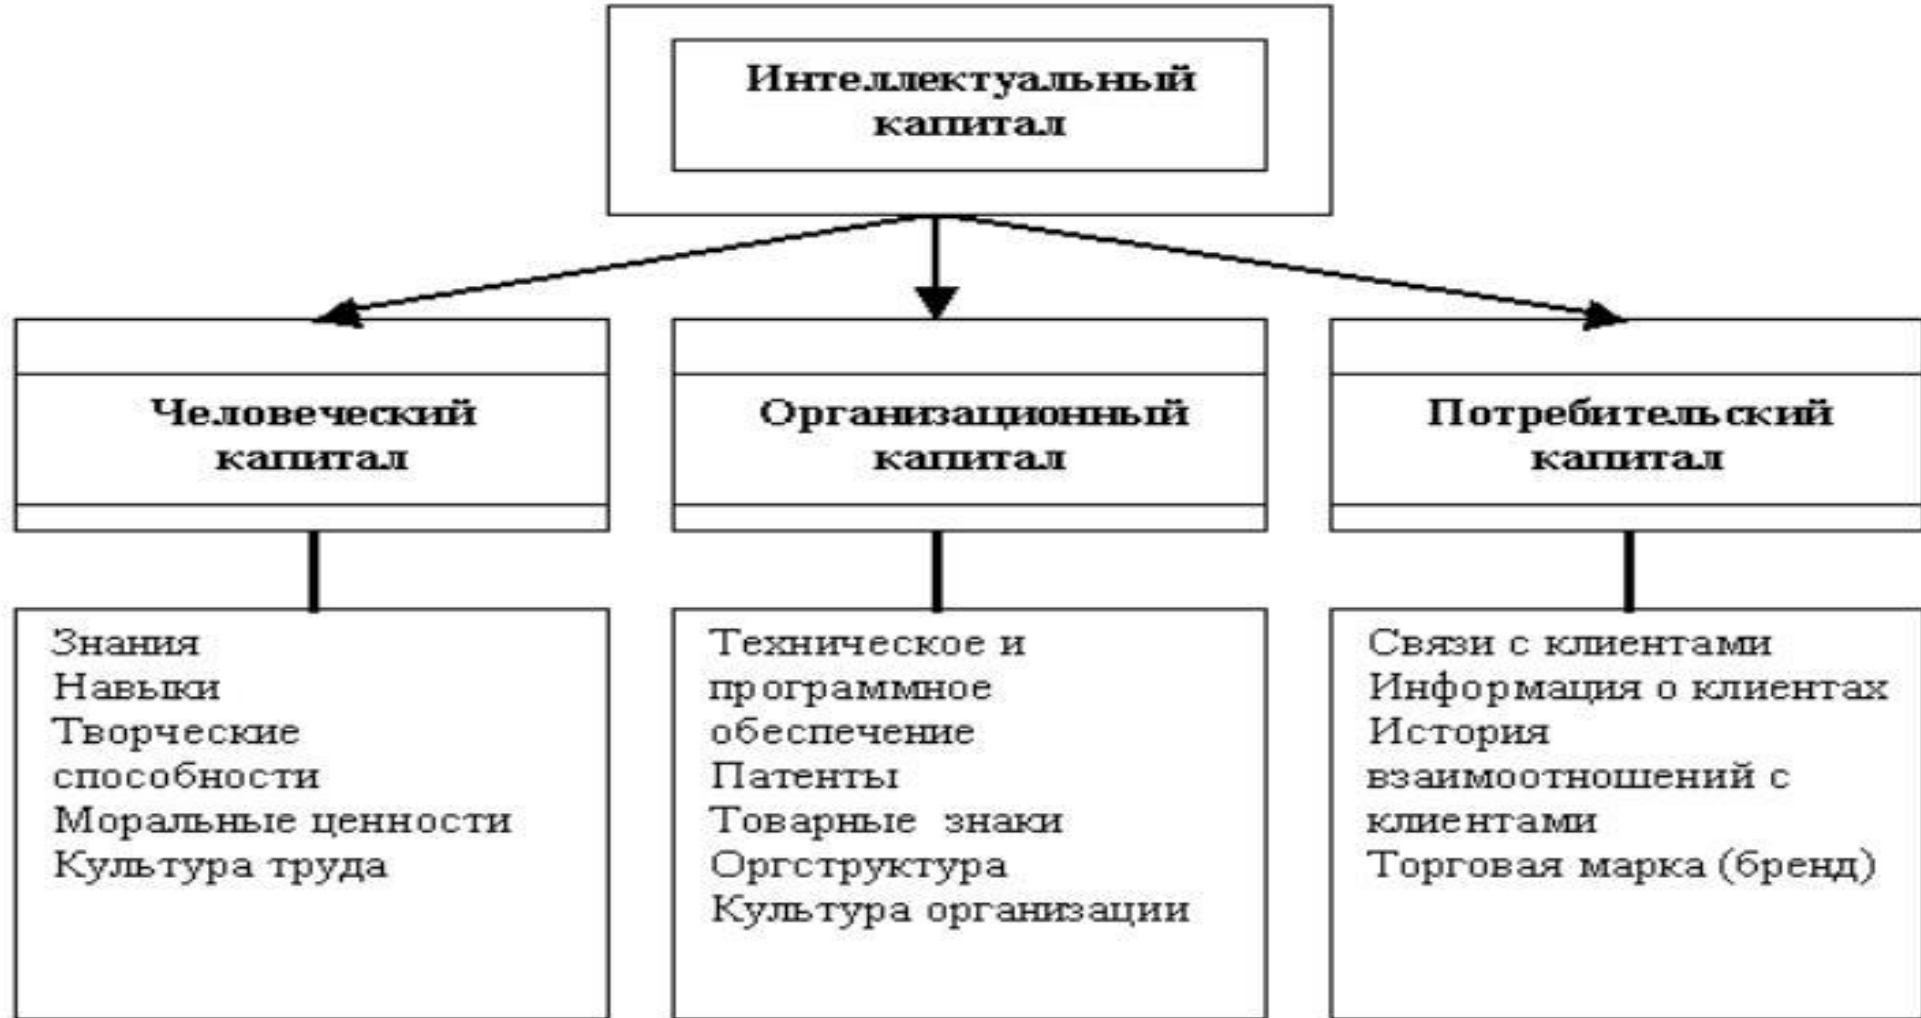 Интеллектуальный
капитал
Человеческий
капитал
Организационный
капитал
Потребительский
капитал
Знания
Навыки
Творческие
способности
Моральные ценности
Культура труда
Техническое и
программное
обеспечение
Патенты
Товарные знаки
Оргструктура
Культура организации
Связи с клиентами
Информация о клиентах
История
взаимоотношений с
клиентами
Торговая марка (бренд)